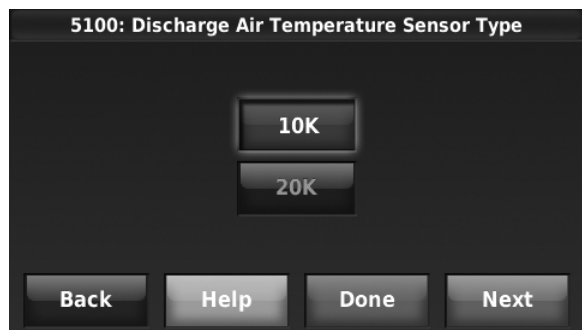 5100: Discharge Air Temperature Sensor Type
10K
20K
Back Help Done Next